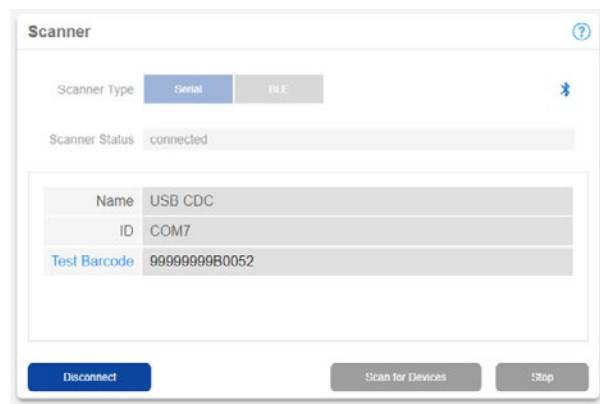 Scanner ?
Scanner Type Serial BLE
Scanner Status connected
Name USB CDC
ID COM7
Test Barcode 99999999B0052
Disconnect Scan for Devices Stop